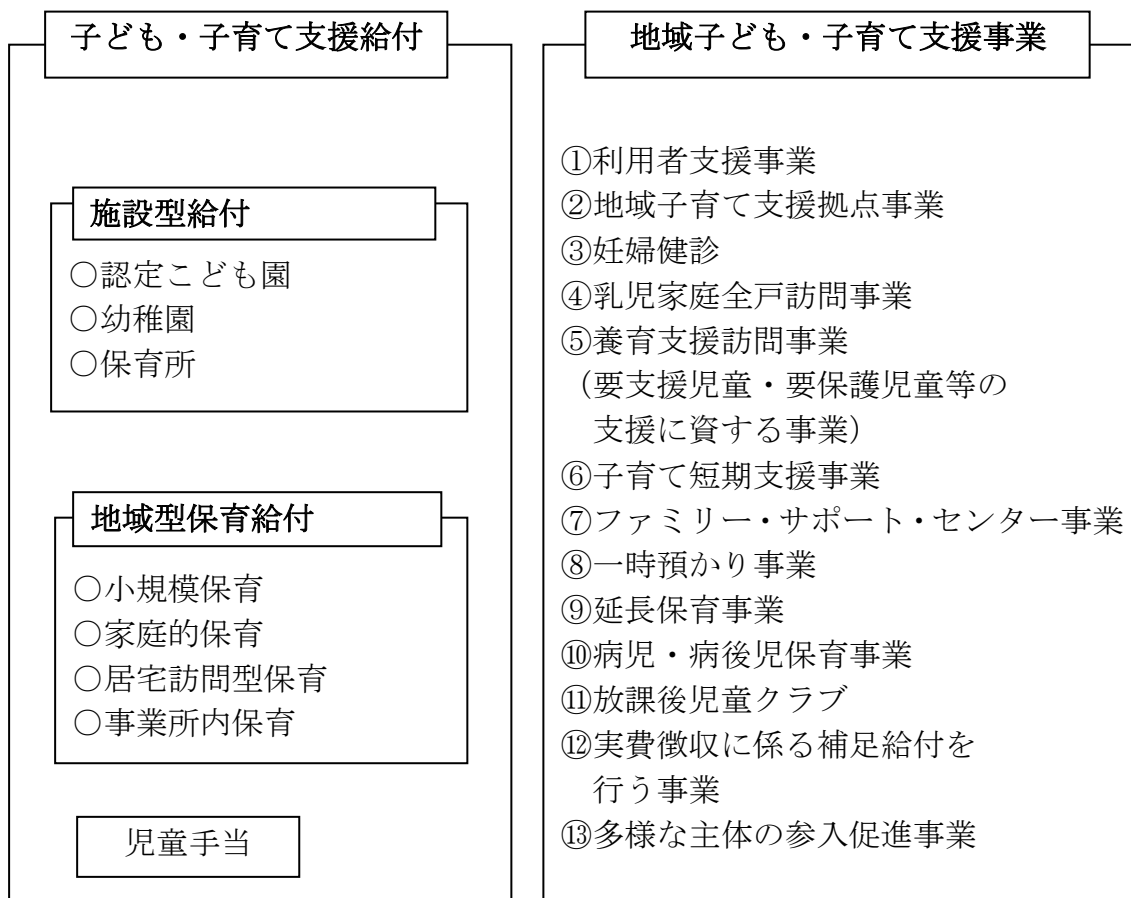 子ども・子育て支援給付
施設型給付
○認定こども園
○幼稚園
○保育所
地域型保育給付
○小規模保育
○家庭的保育
○居宅訪問型保育
○事業所内保育
児童手当
地域子ども・子育て支援事業
①利用者支援事業
②地域子育て支援拠点事業
③妊婦健診
④乳児家庭全戸訪問事業
⑤養育支援訪問事業
（要支援児童・要保護児童等の
支援に資する事業）
⑥子育て短期支援事業
⑦ファミリー・サポート・センター事業
⑧一時預かり事業
⑨延長保育事業
⑩病児・病後児保育事業
⑪放課後児童クラブ
⑫実費徴収に係る補足給付を
行う事業
⑬多様な主体の参入促進事業